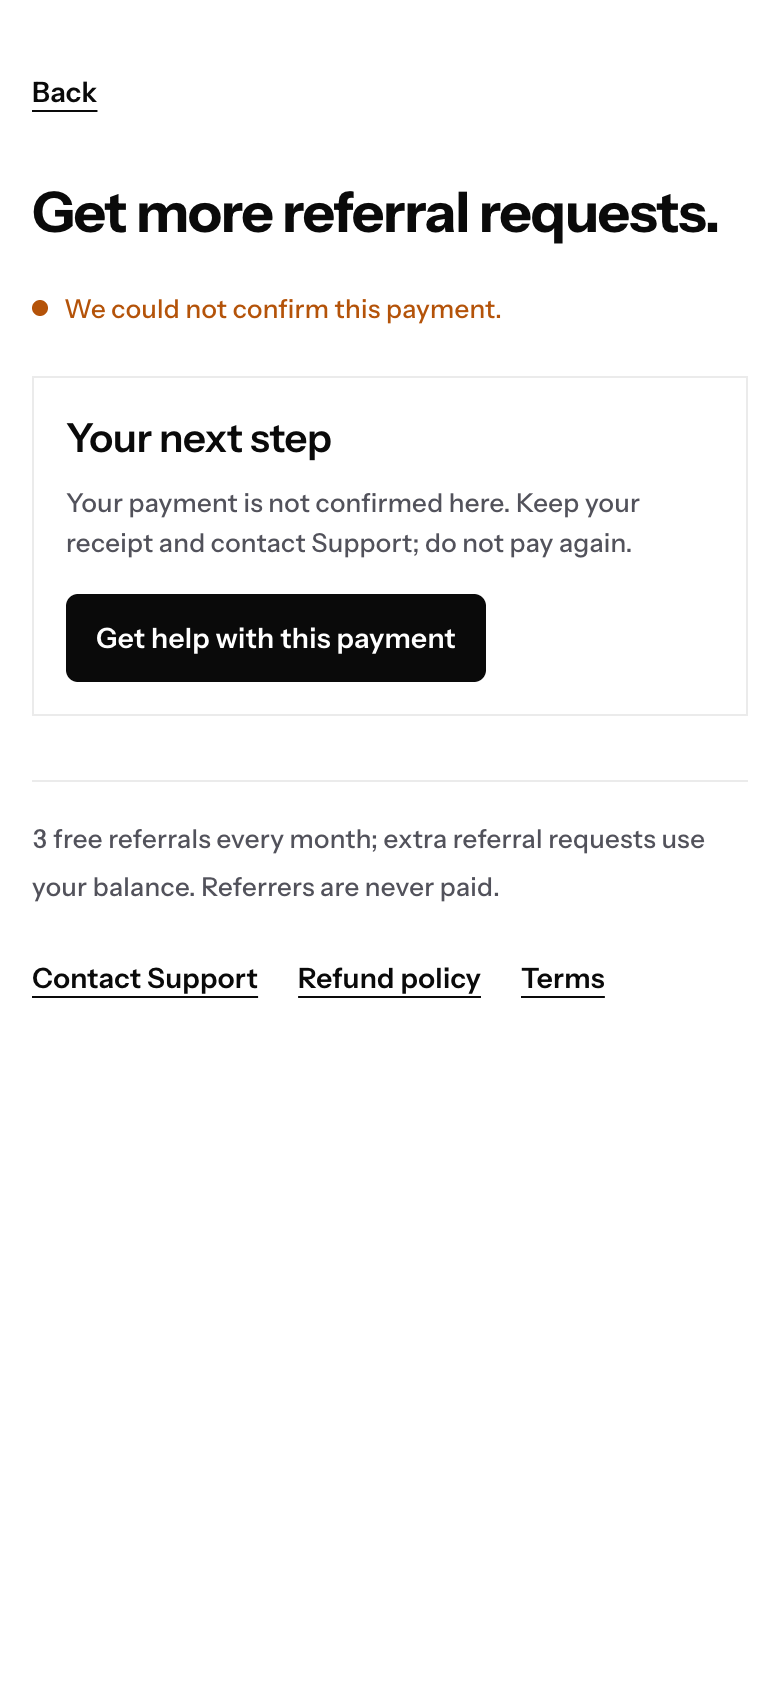 Back
Get more referral requests.
We could not confirm this payment.
Your next step
Your payment is not confirmed here. Keep your
receipt and contact Support; do not pay again.
Get help with this payment
3 free referrals every month; extra referral requests use
your balance. Referrers are never paid.
Contact Support Refund policy Terms